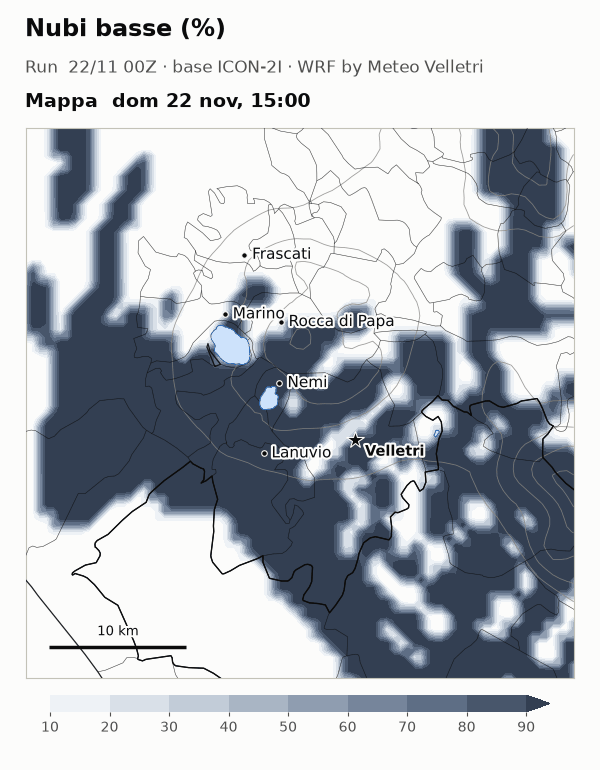 Nubi basse (%)
Run  22/11 00Z · base ICON-2I · WRF by Meteo Velletri
Mappa  dom 22 nov, 15:00
Frascati
Marino
Rocca di Papa
Nemi
Velletri
Lanuvio
10 km
10 20 30 40 50 60 70 80 90